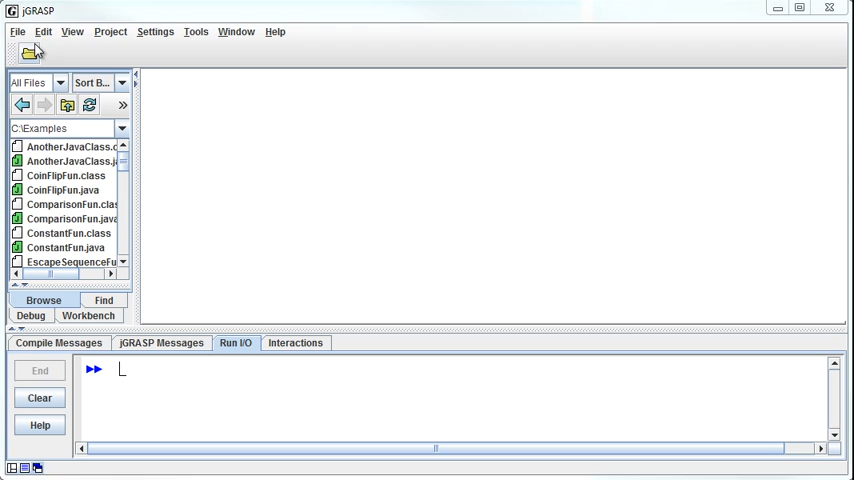 jGRASP
File Edit View Project Settings Tools Window Help
All Files Sort B...
»
C:\Examples
AnotherJavaClass.c
AnotherJavaClass.ja
CoinFlipFun.class
CoinFlipFun.java
ComparisonFun.clas
ComparisonFun.java
ConstantFun.class
ConstantFun.java
EscapeSequenceFu
Browse Find
Debug Workbench
Compile Messages jGRASP Messages Run I/O Interactions
End
Clear
Help